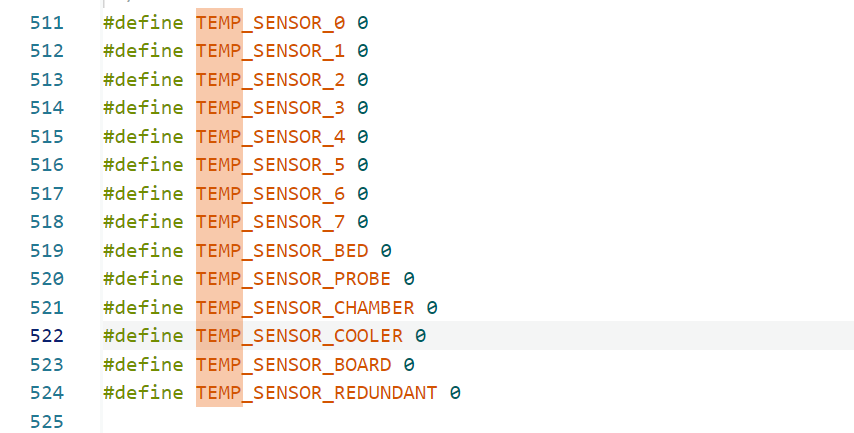 511 #define TEMP_SENSOR_0 0
512 #define TEMP_SENSOR_1 0
513 #define TEMP_SENSOR_2 0
514 #define TEMP_SENSOR_3 0
515 #define TEMP_SENSOR_4 0
516 #define TEMP_SENSOR_5 0
517 #define TEMP_SENSOR_6 0
518 #define TEMP_SENSOR_7 0
519 #define TEMP_SENSOR_BED 0
520 #define TEMP_SENSOR_PROBE 0
521 #define TEMP_SENSOR_CHAMBER 0
522 #define TEMP_SENSOR_COOLER 0
523 #define TEMP_SENSOR_BOARD 0
524 #define TEMP_SENSOR_REDUNDANT 0
525